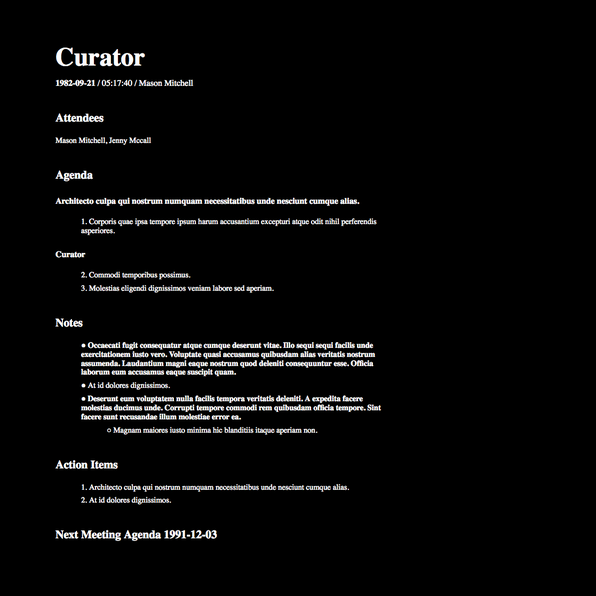 Curator
1982-09-21 / 05:17:40 / Mason Mitchell
Attendees
Mason Mitchell, Jenny Mccall
Agenda
Architecto culpa qui nostrum numquam necessitatibus unde nesciunt cumque alias.
1. Corporis quae ipsa tempore ipsum harum accusantium excepturi atque odit nihil perferendis
asperiores.
Curator
2. Commodi temporibus possimus.
3. Molestias eligendi dignissimos veniam labore sed aperiam.
Notes
● Occaecati fugit consequatur atque cumque deserunt vitae. Illo sequi sequi facilis unde
exercitationem iusto vero. Voluptate quasi accusamus quibusdam alias veritatis nostrum
assumenda. Laudantium magni eaque nostrum quod deleniti consequuntur esse. Officia
laborum eum accusamus eaque suscipit quam.
● At id dolores dignissimos.
● Deserunt eum voluptatem nulla facilis tempora veritatis deleniti. A expedita facere
molestias ducimus unde. Corrupti tempore commodi rem quibusdam officia tempore. Sint
facere sunt recusandae illum molestiae error ea.
○ Magnam maiores iusto minima hic blanditiis itaque aperiam non.
Action Items
1. Architecto culpa qui nostrum numquam necessitatibus unde nesciunt cumque alias.
2. At id dolores dignissimos.
Next Meeting Agenda 1991-12-03